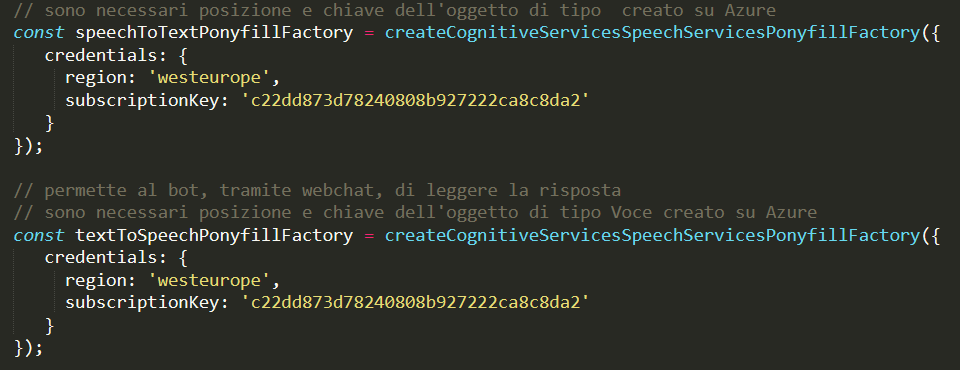 // sono necessari posizione e chiave dell'oggetto di tipo  creato su Azure
const speechToTextPonyfillFactory = createCognitiveServicesSpeechServicesPonyfillFactory({
   credentials: {
     region: 'westeurope',
     subscriptionKey: 'c22dd873d78240808b927222ca8c8da2'
   }
});

// permette al bot, tramite webchat, di leggere la risposta
// sono necessari posizione e chiave dell'oggetto di tipo Voce creato su Azure
const textToSpeechPonyfillFactory = createCognitiveServicesSpeechServicesPonyfillFactory({
   credentials: {
     region: 'westeurope',
     subscriptionKey: 'c22dd873d78240808b927222ca8c8da2'
   }
});